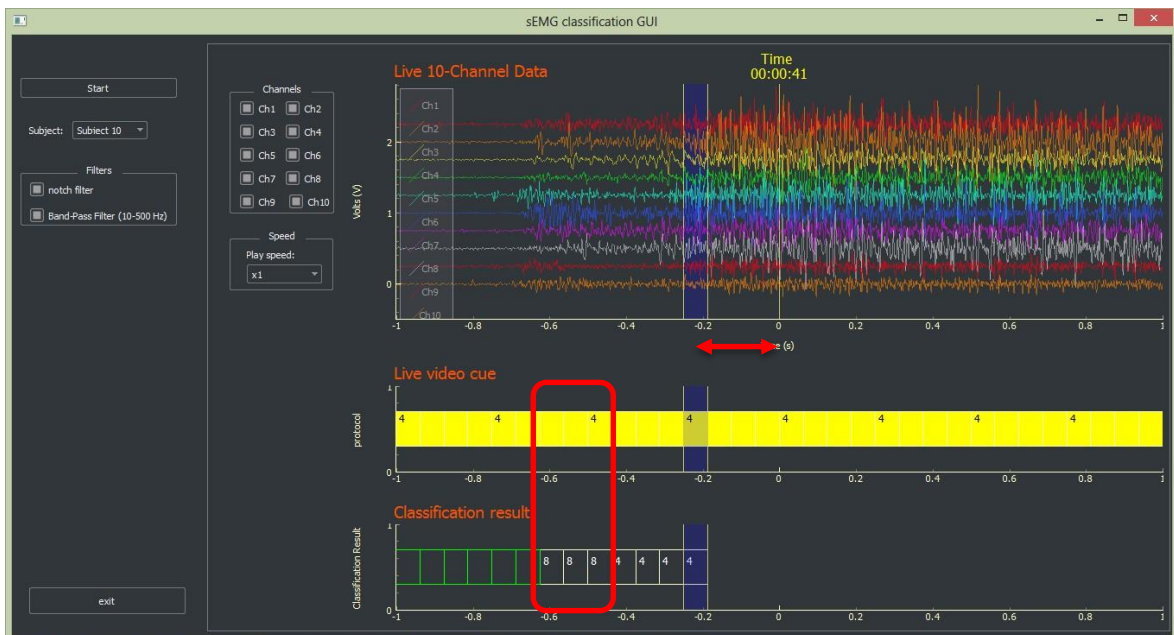 sEMG classification GUI
Start
Subject: Subject 10
Filters
notch filter
Band-Pass Filter (10-500 Hz)
exit
Channels
Ch1 Ch2
Ch3 Ch4
Ch5 Ch6
Ch7 Ch8
Ch9 Ch10
Speed
Play speed:
x1
Live 10-Channel Data
Time
00:00:41
Volts (V)
2
1
0
Ch1
Ch2
Ch3
Ch4
Ch5
Ch6
Ch7
Ch8
Ch9
Ch10
-1 -0.8 -0.6 -0.4 -0.2 0 0.2 0.4 0.6 0.8 1
(s)
Live video cue
protocol
1
4 4 4 4 4 4 4 4
0
-1 -0.8 -0.6 -0.4 -0.2 0 0.2 0.4 0.6 0.8 1
Classification result
Classification Result
1
8 8 8 4 4 4 4
0
-1 -0.8 -0.6 -0.4 -0.2 0 0.2 0.4 0.6 0.8 1